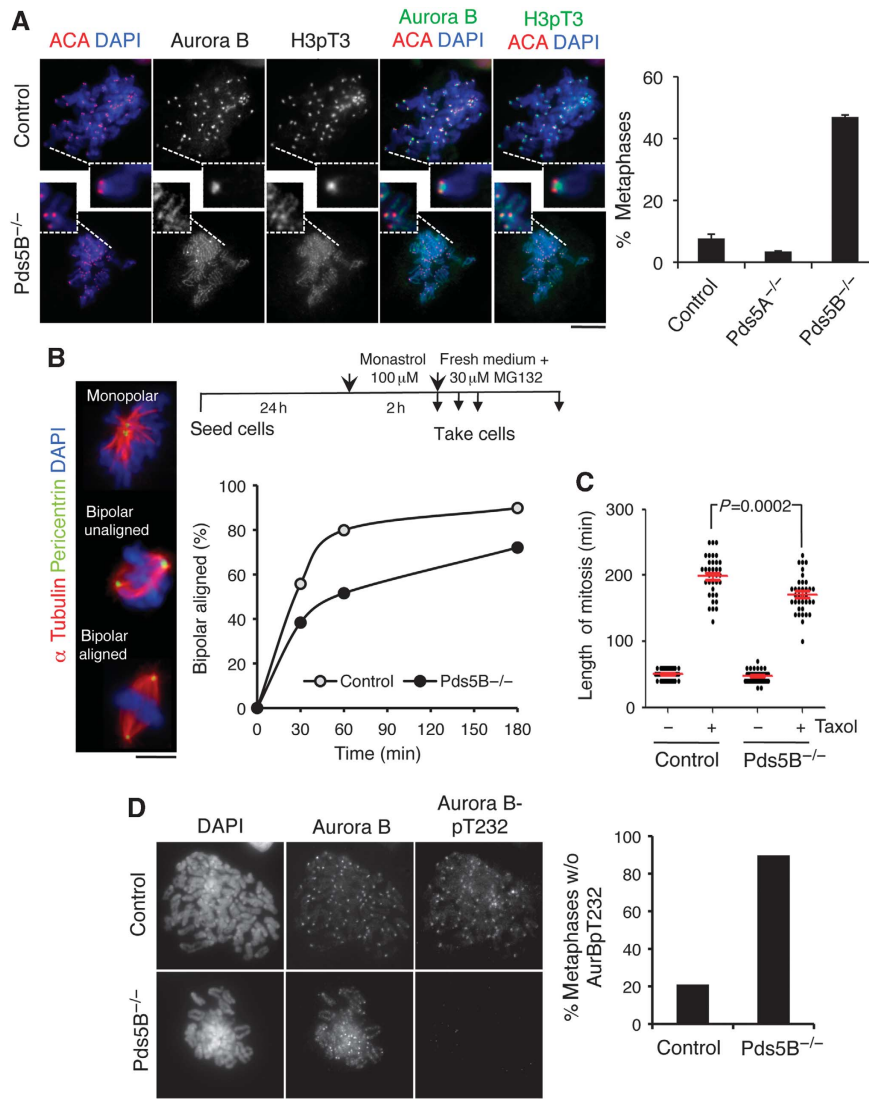 A
ACA DAPI
Aurora B
H3pT3
Aurora B
ACA DAPI
H3pT3
ACA DAPI
Control
Pds5B−/−
% Metaphases
60
40
20
0
Control
Pds5A−/−
Pds5B−/−
B
α Tubulin Pericentrin DAPI
Monopolar
Bipolar
unaligned
Bipolar
aligned
Monastrol
100 μM
Fresh medium +
30 μM MG132
24 h
2 h
Seed cells
Take cells
Bipolar aligned (%)
100
80
60
40
20
0
Control
Pds5B−/−
0 30 60 90 120 150 180
Time (min)
C
Length of mitosis (min)
300
200
100
0
P=0.0002
− + − + Taxol
Control
Pds5B−/−
D
DAPI
Aurora B
Aurora B-
pT232
Control
Pds5B−/−
% Metaphases w/o
AurBpT232
100
80
60
40
20
0
Control
Pds5B−/−